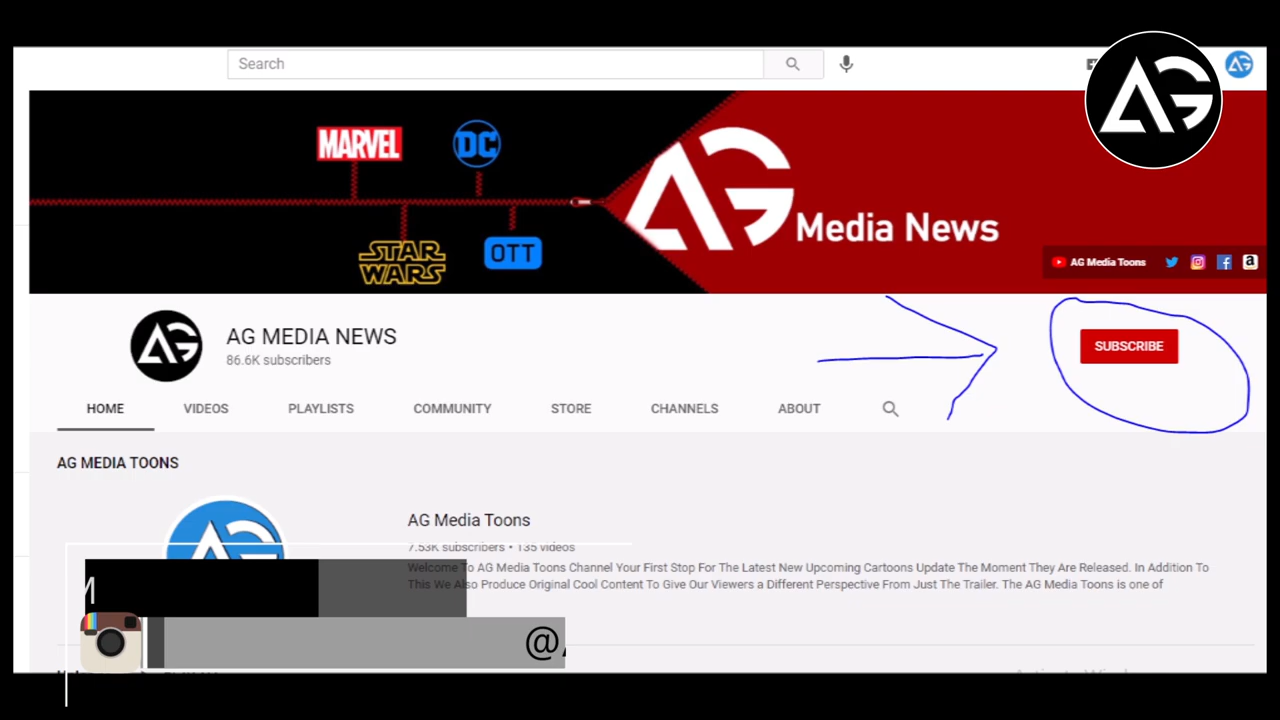 Search
MARVEL
DC
STAR
WARS
OTT
AG
Media News
AG Media Toons
AG
AG MEDIA NEWS
86.6K subscribers
SUBSCRIBE
HOME VIDEOS PLAYLISTS COMMUNITY STORE CHANNELS ABOUT
AG MEDIA TOONS
AG Media Toons
7.53K subscribers • 135 videos
Welcome To AG Media Toons Channel Your First Stop For The Latest New Upcoming Cartoons Update The Moment They Are Released. In Addition To
This We Also Produce Original Cool Content To Give Our Viewers a Different Perspective From Just The Trailer. The AG Media Toons is one of
M
@